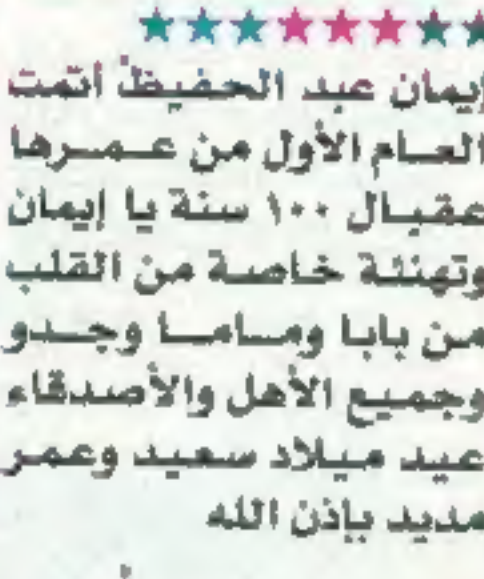 إيمان عبد الحفيظ أتمت
العام الأول من عمرها
عقبال ١٠٠ سنة يا إيمان
وتهنئة خاصة من القلب
من بابا وماما وجدو
وجميع الأهل والأصدقاء
عيد ميلاد سعيد وعمر
مديد بإذن الله